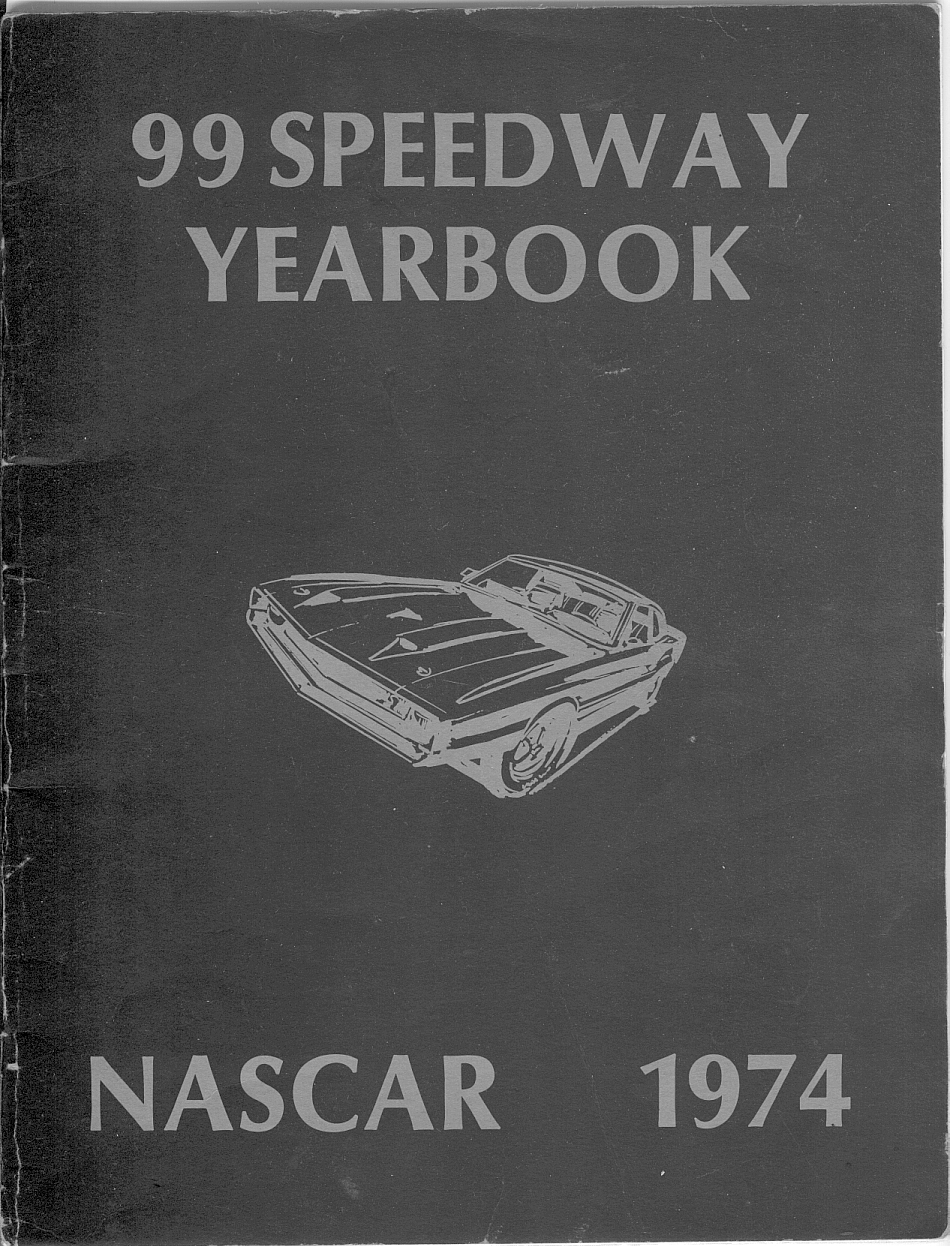 99 SPEEDWAY
YEARBOOK
NASCAR 1974